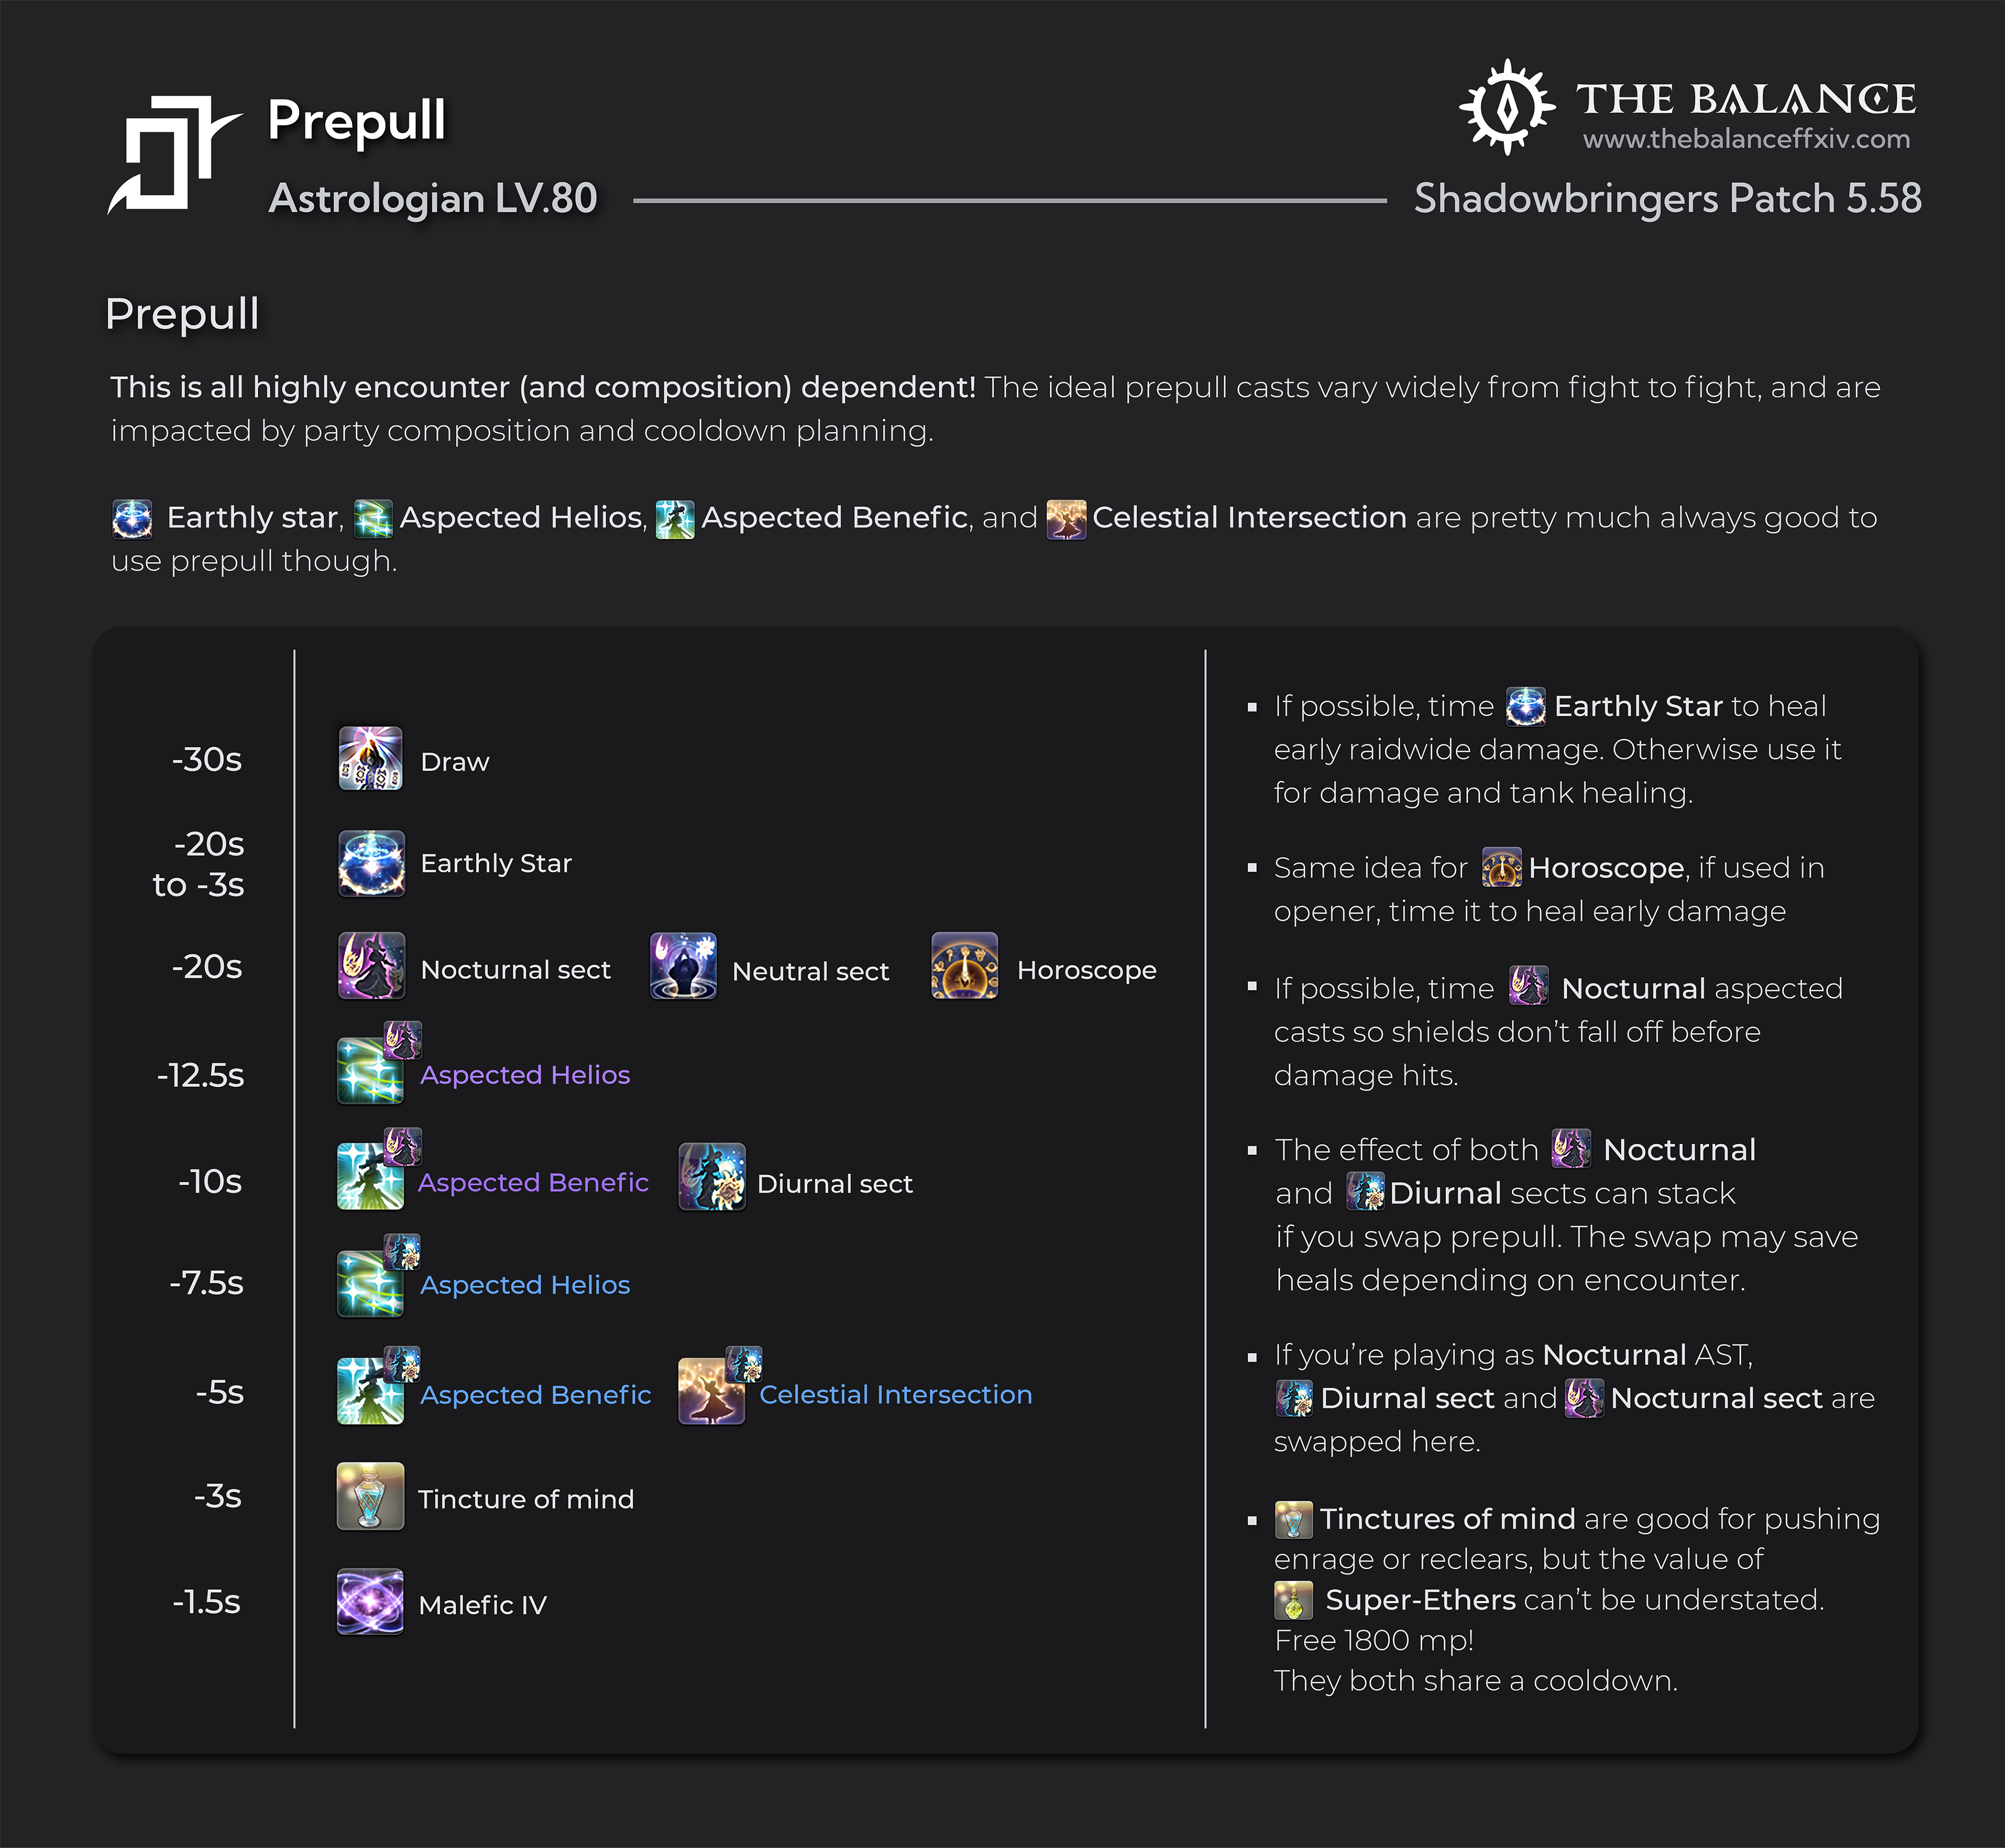 Prepull
THE BALANCE
www.thebalanceffxiv.com
Astrologian LV.80
Shadowbringers Patch 5.58
Prepull
This is all highly encounter (and composition) dependent! The ideal prepull casts vary widely from fight to fight, and are
impacted by party composition and cooldown planning.
Earthly star, Aspected Helios, Aspected Benefic, and Celestial Intersection are pretty much always good to
use prepull though.
-30s Draw
-20s
to -3s
Earthly Star
-20s Nocturnal sect Neutral sect Horoscope
-12.5s Aspected Helios
-10s Aspected Benefic Diurnal sect
-7.5s Aspected Helios
-5s Aspected Benefic Celestial Intersection
-3s Tincture of mind
-1.5s Malefic IV
▪ If possible, time Earthly Star to heal
early raidwide damage. Otherwise use it
for damage and tank healing.
▪ Same idea for Horoscope, if used in
opener, time it to heal early damage
▪ If possible, time Nocturnal aspected
casts so shields don’t fall off before
damage hits.
▪ The effect of both Nocturnal
and Diurnal sects can stack
if you swap prepull. The swap may save
heals depending on encounter.
▪ If you’re playing as Nocturnal AST,
Diurnal sect and Nocturnal sect are
swapped here.
▪ Tinctures of mind are good for pushing
enrage or reclears, but the value of
Super-Ethers can’t be understated.
Free 1800 mp!
They both share a cooldown.